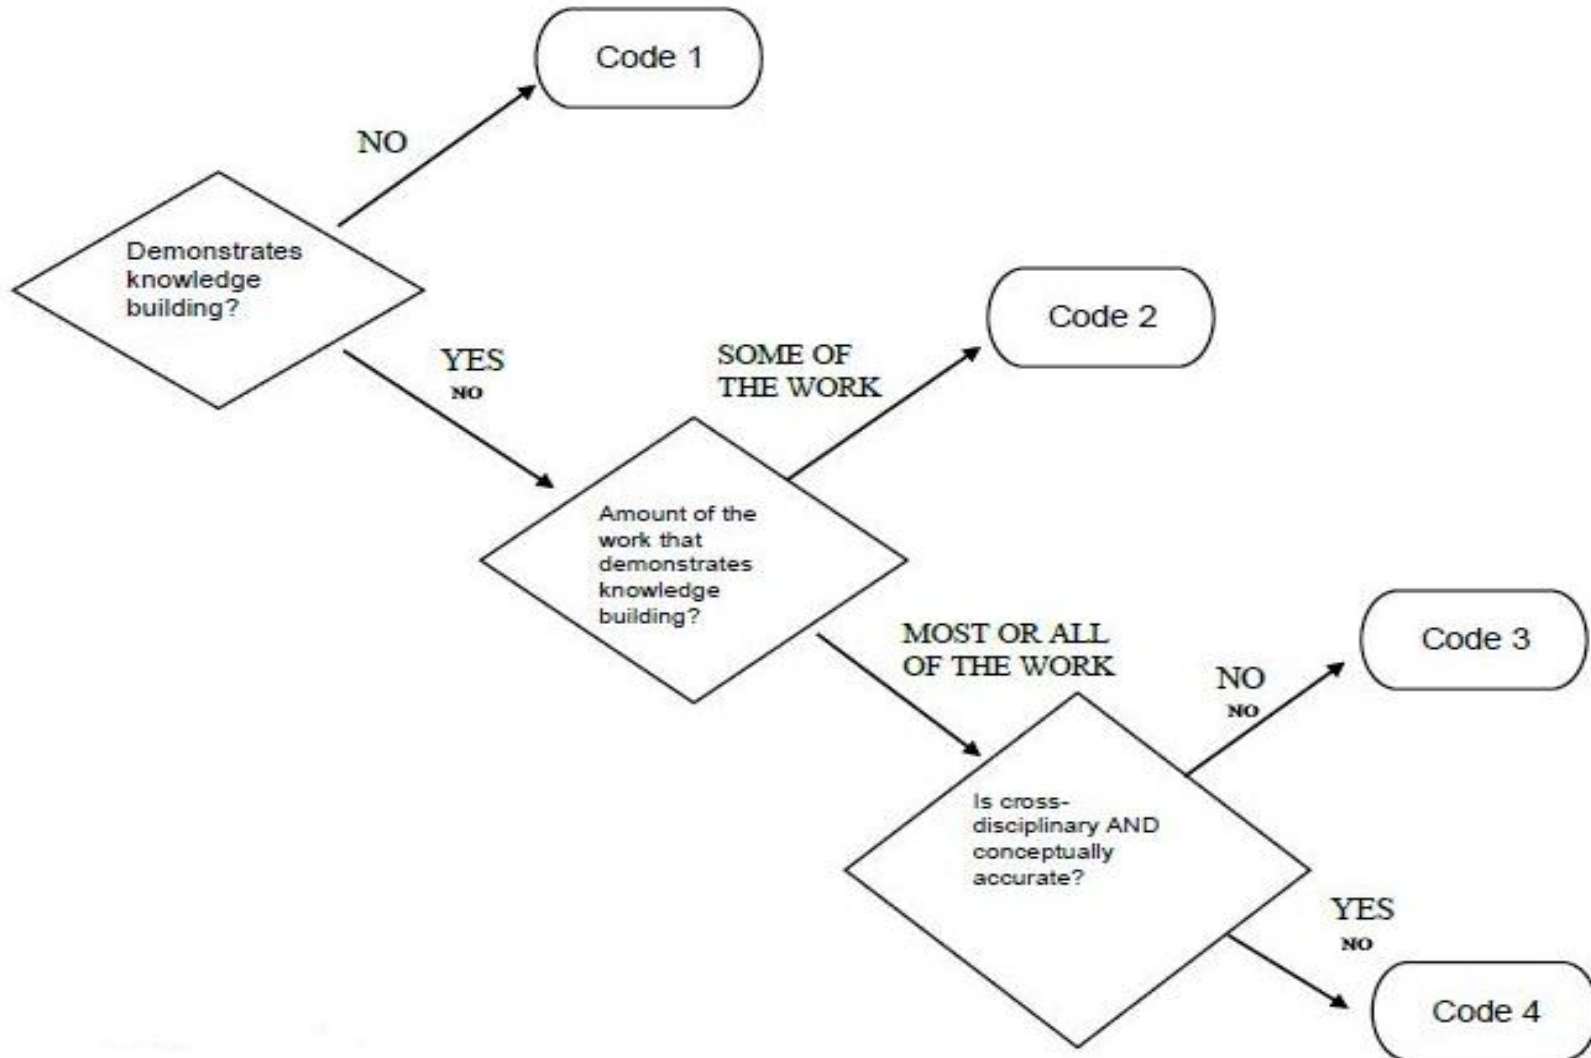 Code 1
NO
Demonstrates
knowledge
building?
YES
NO
SOME OF
THE WORK
Code 2
Amount of the
work that
demonstrates
knowledge
building?
MOST OR ALL
OF THE WORK
NO
NO
Code 3
Is cross-
disciplinary AND
conceptually
accurate?
YES
NO
Code 4